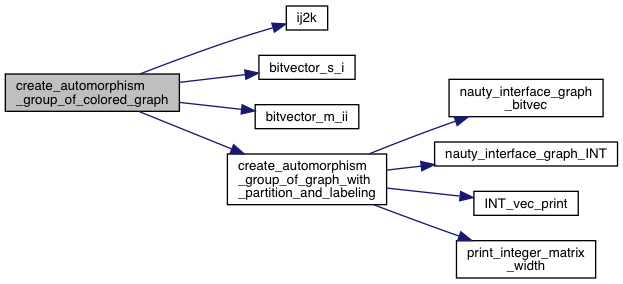 create_automorphism
_group_of_colored_graph
ij2k
bitvector_s_i
bitvector_m_ii
create_automorphism
_group_of_graph_with
_partition_and_labeling
nauty_interface_graph
_bitvec
nauty_interface_graph_INT
INT_vec_print
print_integer_matrix
_width